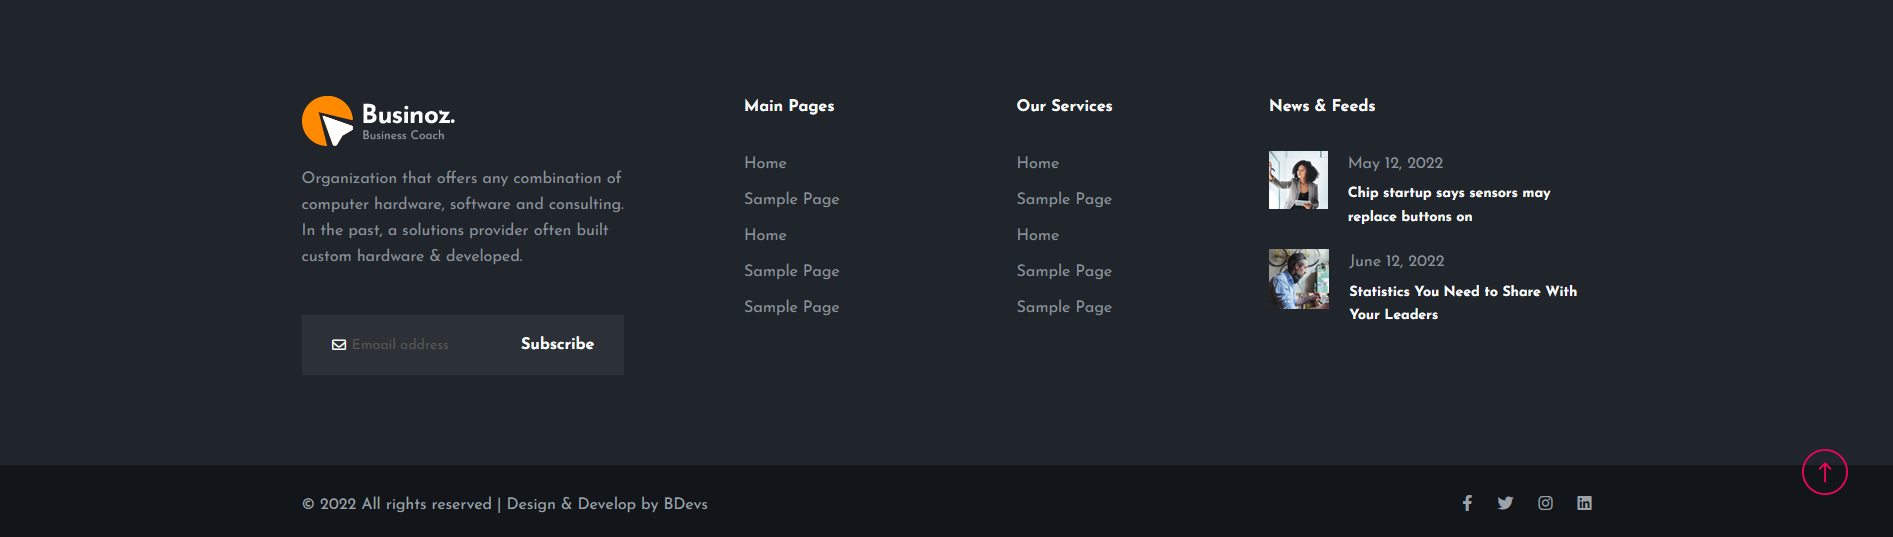 Businoz.
Business Coach
Organization that offers any combination of
computer hardware, software and consulting.
In the past, a solutions provider often built
custom hardware & developed.
Emaail address
Subscribe
Main Pages
Home
Sample Page
Home
Sample Page
Sample Page
Our Services
Home
Sample Page
Home
Sample Page
Sample Page
News & Feeds
May 12, 2022
Chip startup says sensors may
replace buttons on
June 12, 2022
Statistics You Need to Share With
Your Leaders
© 2022 All rights reserved | Design & Develop by BDevs